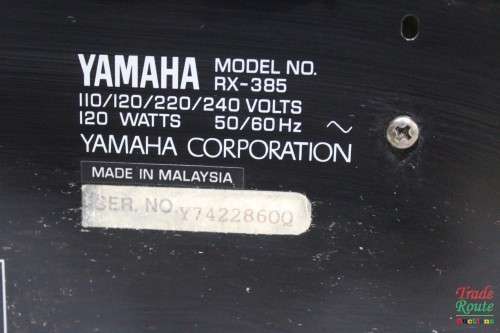 YAMAHA MODEL NO.
RX-385
110/120/220/240 VOLTS
120 WATTS 50/60Hz ~
YAMAHA CORPORATION
MADE IN MALAYSIA
SER. NO Y7422860Q
Trade
Route